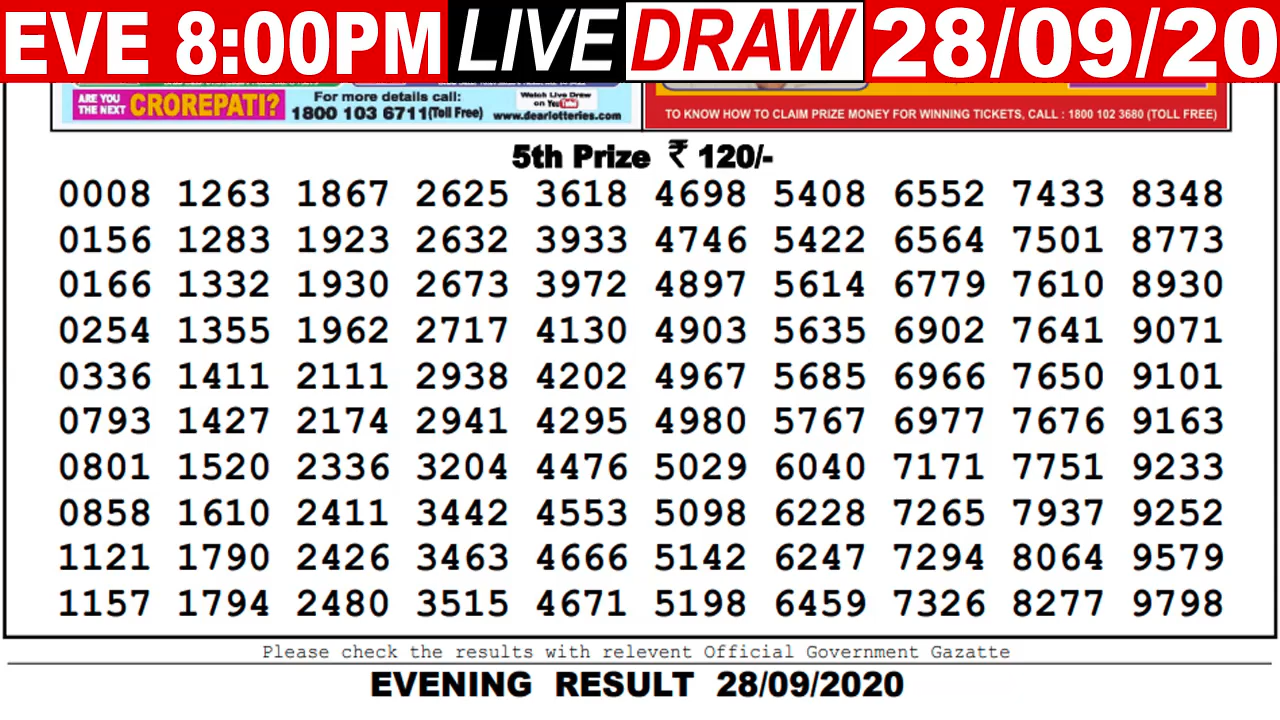 EVE 8:00PM LIVE DRAW 28/09/20
ARE YOU THE NEXT CROREPATI?
For more details call:
1800 103 6711(Toll Free)
Watch Live Draw
on YouTube
www.dearlotteries.com
TO KNOW HOW TO CLAIM PRIZE MONEY FOR WINNING TICKETS, CALL : 1800 102 3680 (TOLL FREE)
5th Prize ₹ 120/-
0008 1263 1867 2625 3618 4698 5408 6552 7433 8348
0156 1283 1923 2632 3933 4746 5422 6564 7501 8773
0166 1332 1930 2673 3972 4897 5614 6779 7610 8930
0254 1355 1962 2717 4130 4903 5635 6902 7641 9071
0336 1411 2111 2938 4202 4967 5685 6966 7650 9101
0793 1427 2174 2941 4295 4980 5767 6977 7676 9163
0801 1520 2336 3204 4476 5029 6040 7171 7751 9233
0858 1610 2411 3442 4553 5098 6228 7265 7937 9252
1121 1790 2426 3463 4666 5142 6247 7294 8064 9579
1157 1794 2480 3515 4671 5198 6459 7326 8277 9798
Please check the results with relevent Official Government Gazatte
EVENING RESULT 28/09/2020